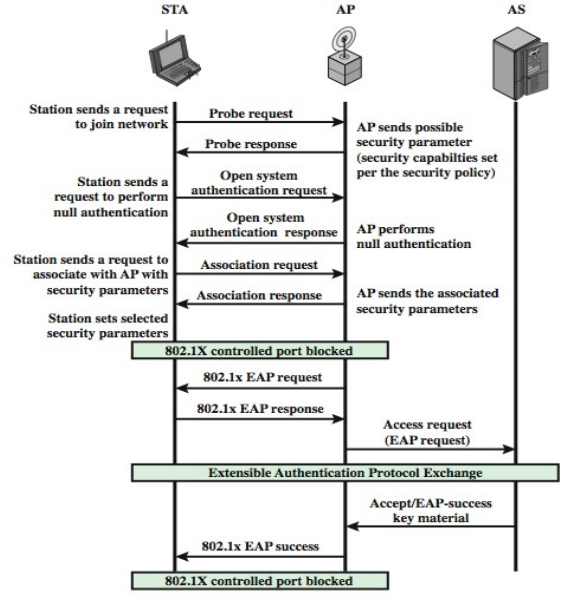 STA
AP
AS
Station sends a request
to join network
Probe request
AP sends possible
security parameter
(security capabilties set
per the security policy)
Probe response
Station sends a
request to perform
null authentication
Open system
authentication request
Open system
authentication response
AP performs
null authentication
Station sends a request to
associate with AP with
security parameters
Association request
Association response
AP sends the associated
security parameters
Station sets selected
security parameters
802.1X controlled port blocked
802.1x EAP request
802.1x EAP response
Access request
(EAP request)
Extensible Authentication Protocol Exchange
Accept/EAP-success
key material
802.1x EAP success
802.1X controlled port blocked